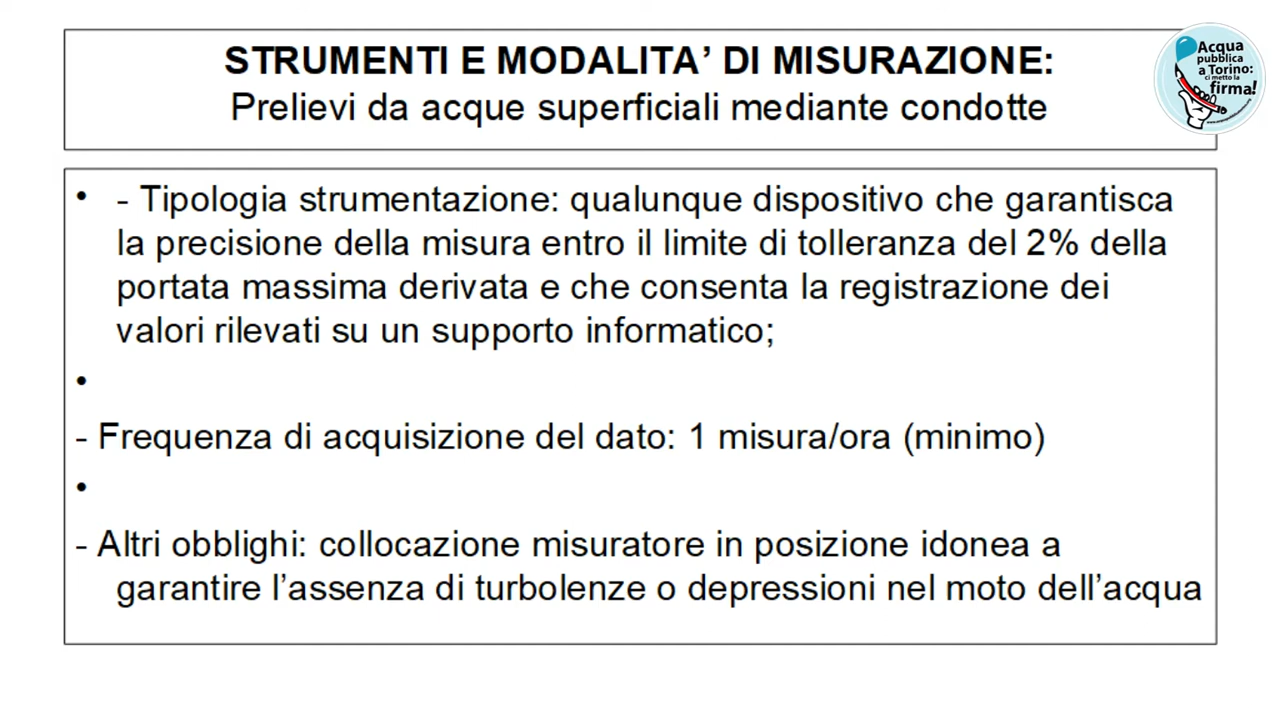 STRUMENTI E MODALITA’ DI MISURAZIONE:
Prelievi da acque superficiali mediante condotte
Acqua
pubblica
a Torino:
ci metto la
firma!
• - Tipologia strumentazione: qualunque dispositivo che garantisca
la precisione della misura entro il limite di tolleranza del 2% della
portata massima derivata e che consenta la registrazione dei
valori rilevati su un supporto informatico;
•
- Frequenza di acquisizione del dato: 1 misura/ora (minimo)
•
- Altri obblighi: collocazione misuratore in posizione idonea a
garantire l’assenza di turbolenze o depressioni nel moto dell’acqua